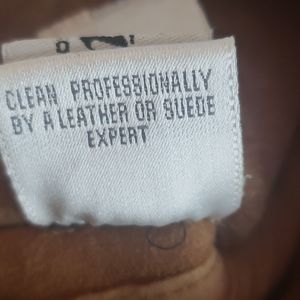 CLEAN PROFESSIONALLY
BY A LEATHER OR SUEDE
EXPERT